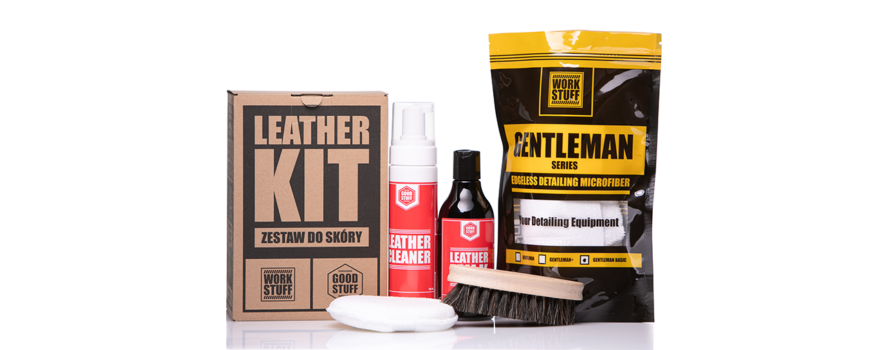 LEATHER
KIT
ZESTAW DO SKÓRY
WORK
STUFF
GOOD
STUFF
GOOD
STUFF
LEATHER
CLEANER
GOOD
STUFF
LEATHER
WORK
STUFF
GENTLEMAN
SERIES
EDGELESS DETAILING MICROFIBER
Your Detailing Equipment
GENTLEMAN+
GENTLEMAN BASIC